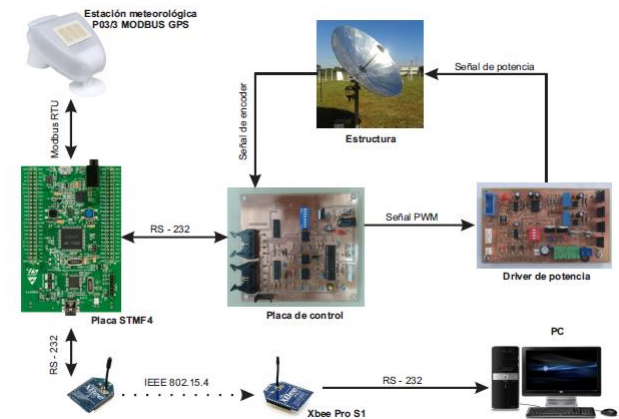 Estación meteorológica
P03/3 MODBUS GPS
Modbus RTU
Señal de encoder
Estructura
Señal de potencia
RS - 232
Señal PWM
Placa STMF4
Placa de control
Driver de potencia
RS - 232
IEEE 802.15.4
Xbee Pro S1
RS - 232
PC